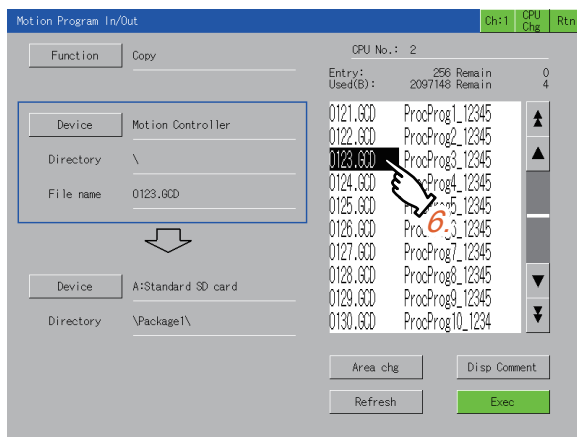 Motion Program In/Out Ch:1 CPU Chg Rtn
Function Copy
CPU No.: 2
Entry: 256 Remain 0
Used(B): 2097148 Remain 4
Device Motion Controller
Directory \
File name 0123.GCD
Device A:Standard SD card
Directory \Package1\
0121.GCD ProcProg1_12345
0122.GCD ProcProg2_12345
0123.GCD ProcProg3_12345
0124.GCD ProcProg4_12345
0125.GCD 5_12345
0126.GCD Proc 6_12345
6.
0127.GCD ProcProg7_12345
0128.GCD ProcProg8_12345
0129.GCD ProcProg9_12345
0130.GCD ProcProg10_1234
Area chg Disp Comment
Refresh Exec